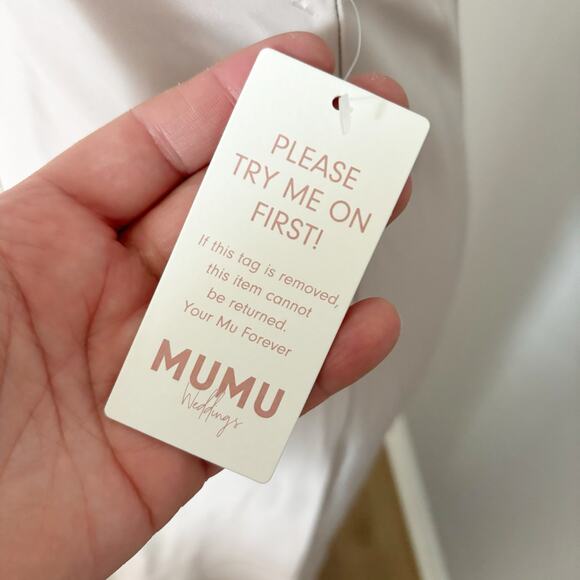 PLEASE
TRY ME ON
FIRST!
If this tag is removed,
this item cannot
be returned.
Your Mu Forever
MUMU
Weddings